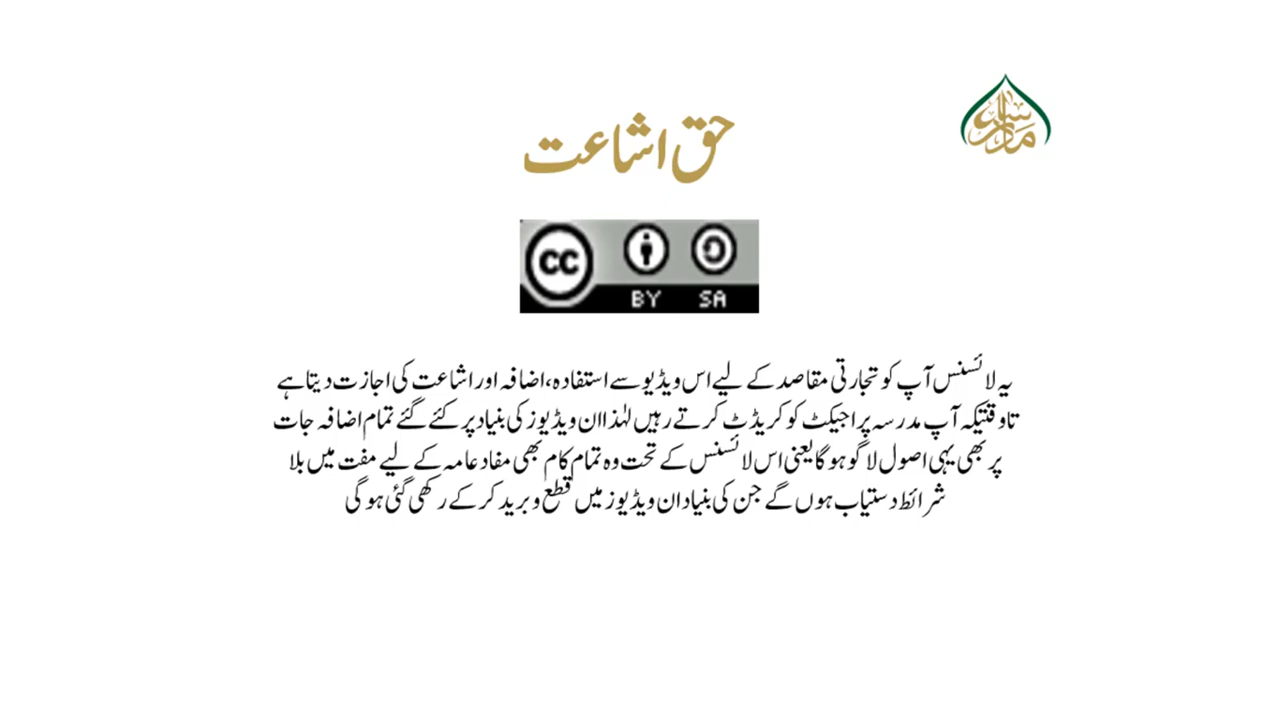 مدرسہ
حق اشاعت
cc
BY SA
یہ لائسنس آپ کو تجارتی مقاصد کے لیے اس ویڈیو سے استفادہ، اضافہ اور اشاعت کی اجازت دیتا ہے
تاوقتیکہ آپ مدرسہ پراجیکٹ کو کریڈٹ کرتے رہیں لہٰذا ان ویڈیوز کی بنیاد پر کئے گئے تمام اضافہ جات
پر بھی یہی اصول لاگو ہوگا یعنی اس لائسنس کے تحت وہ تمام کام بھی مفاد عامہ کے لیے مفت میں بلا
شرائط دستیاب ہوں گے جن کی بنیاد ان ویڈیوز میں قطع و برید کر کے رکھی گئی ہو گی